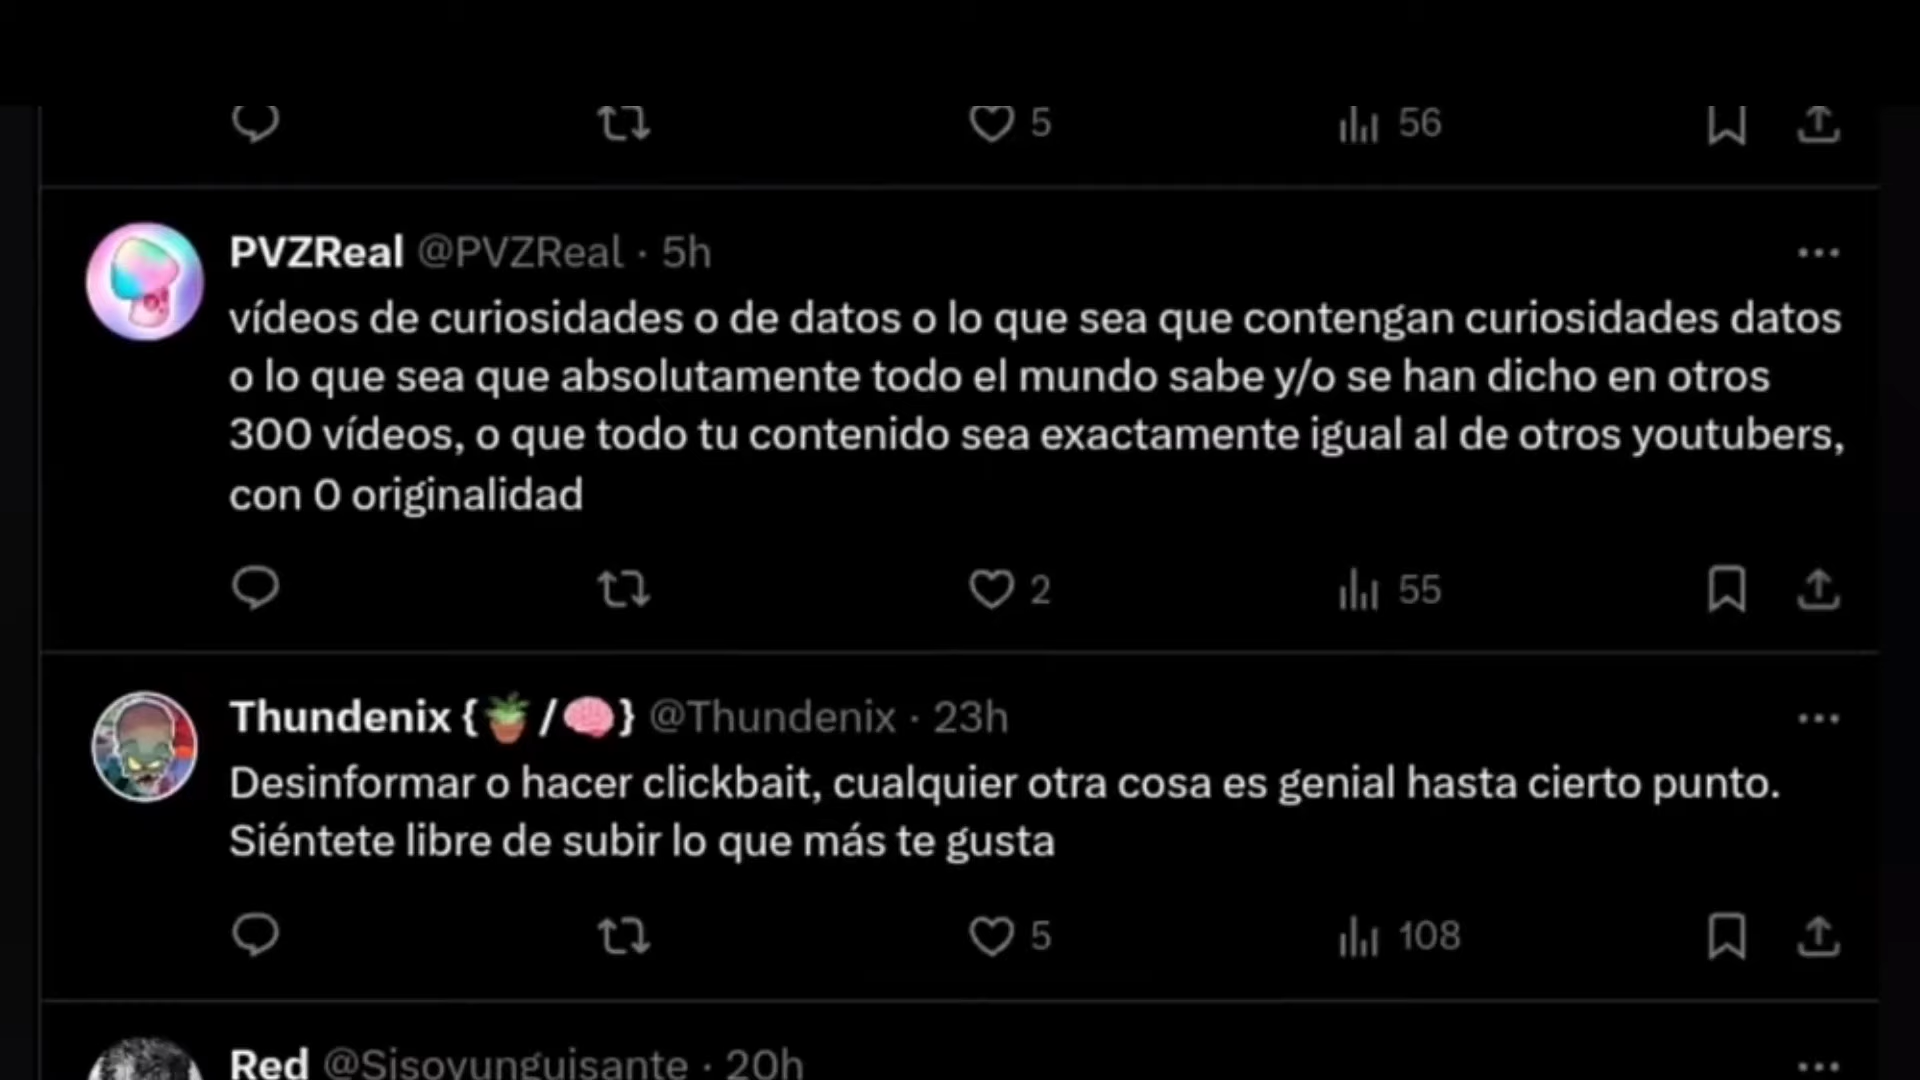 5 56
PVZReal @PVZReal · 5h
vídeos de curiosidades o de datos o lo que sea que contengan curiosidades datos
o lo que sea que absolutamente todo el mundo sabe y/o se han dicho en otros
300 vídeos, o que todo tu contenido sea exactamente igual al de otros youtubers,
con 0 originalidad
2 55
Thundenix {🪴/🧠} @Thundenix · 23h
Desinformar o hacer clickbait, cualquier otra cosa es genial hasta cierto punto.
Siéntete libre de subir lo que más te gusta
5 108
Red @Sisoyunguisante · 20h